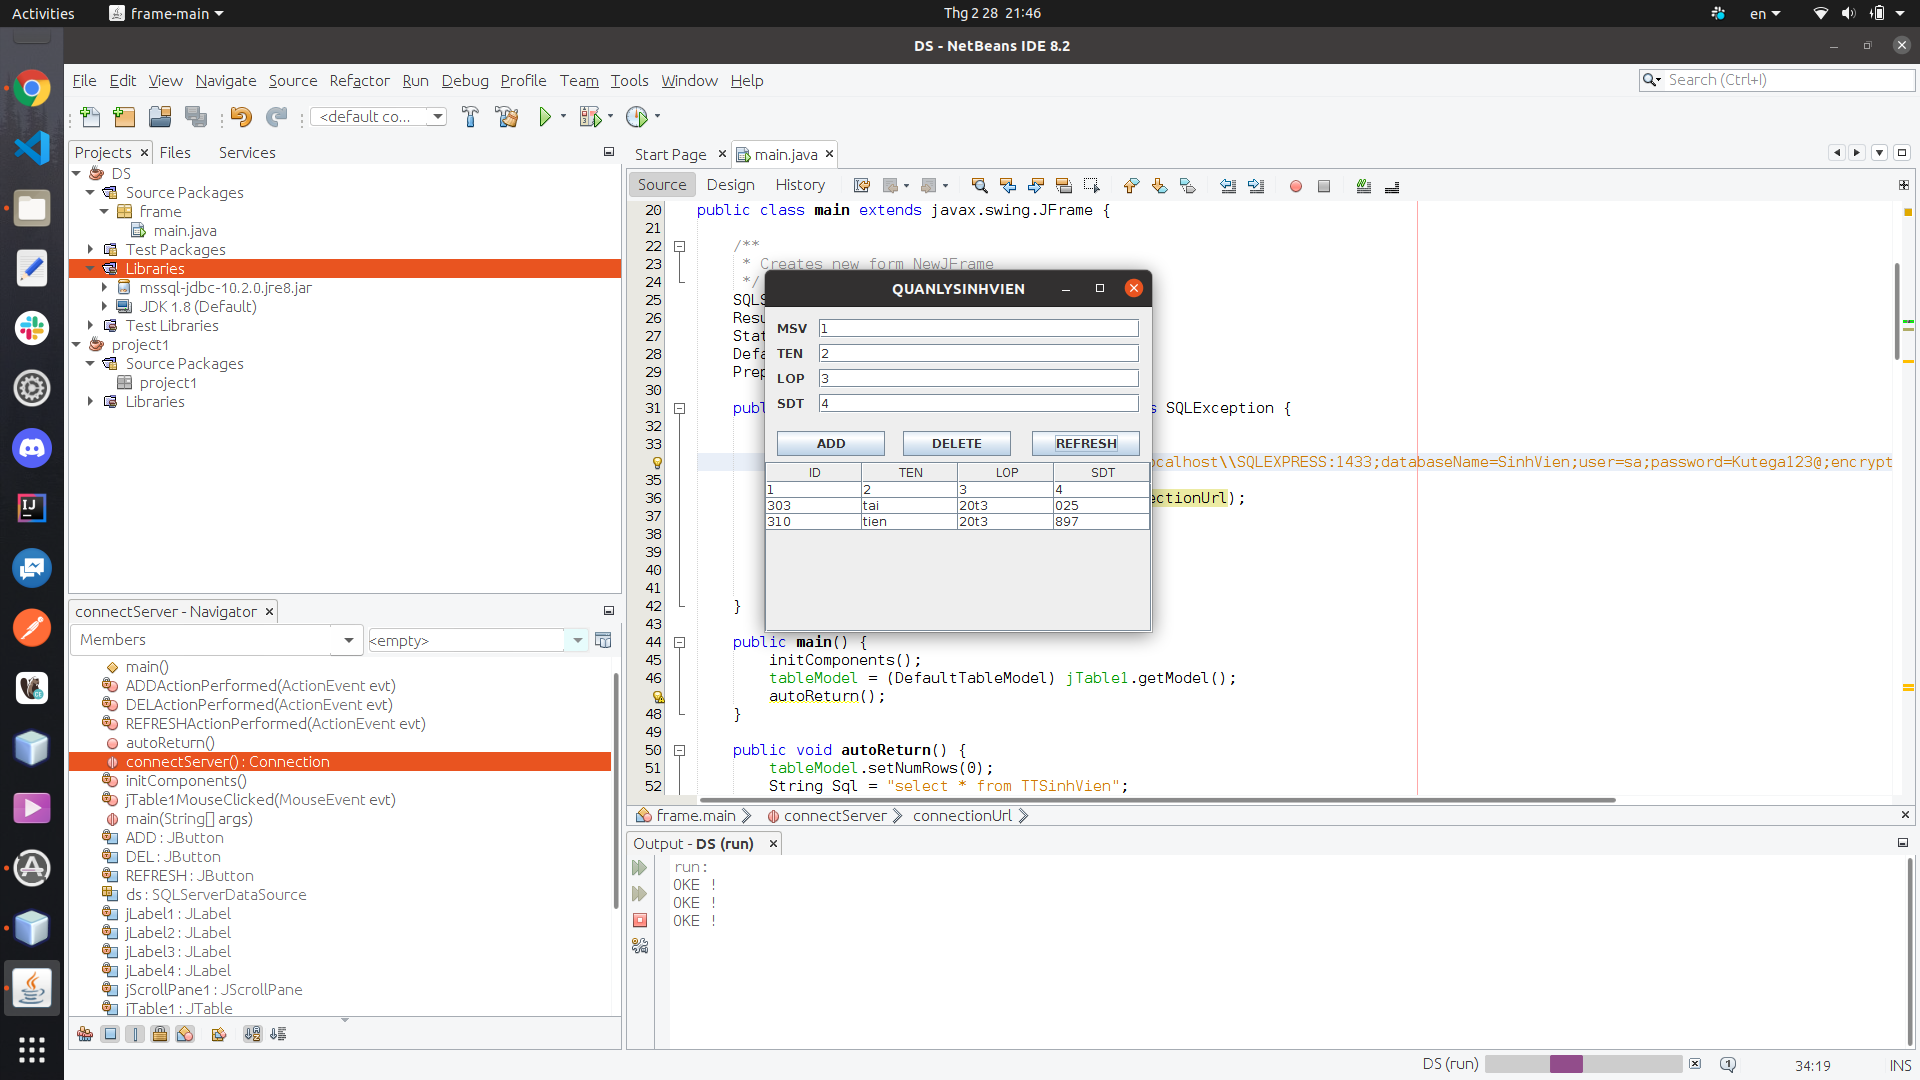 Activities
frame-main
Thg 2 28 21:46
en
DS - NetBeans IDE 8.2
File Edit View Navigate Source Refactor Run Debug Profile Team Tools Window Help
Search (Ctrl+I)
<default co...
Projects
Files
Services
DS
Source Packages
frame
main.java
Test Packages
Libraries
mssql-jdbc-10.2.0.jre8.jar
JDK 1.8 (Default)
Test Libraries
project1
Source Packages
project1
Libraries
connectServer - Navigator
Members
<empty>
main()
ADDActionPerformed(ActionEvent evt)
DELActionPerformed(ActionEvent evt)
REFRESHActionPerformed(ActionEvent evt)
autoReturn()
connectServer() : Connection
initComponents()
jTable1MouseClicked(MouseEvent evt)
main(String[] args)
ADD : JButton
DEL : JButton
REFRESH : JButton
ds : SQLServerDataSource
jLabel1 : JLabel
jLabel2 : JLabel
jLabel3 : JLabel
jLabel4 : JLabel
jScrollPane1 : JScrollPane
jTable1 : JTable
Start Page
main.java
Source Design History
20 public class main extends javax.swing.JFrame {
21
22 /**
23 * Creates new form NewJFrame
24 */
25 SQLS
26 Resu
27 Stat
28 Defa
29 Prep
30
31 publ s SQLException {
32
33
ocalhost\\SQLEXPRESS:1433;databaseName=SinhVien;user=sa;password=Kutega123@;encrypt
35
36 ectionUrl);
37
38
39
40
41
42 }
43
44 public main() {
45 initComponents();
46 tableModel = (DefaultTableModel) jTable1.getModel();
autoReturn();
48 }
49
50 public void autoReturn() {
51 tableModel.setNumRows(0);
52 String Sql = "select * from TTSinhVien";
QUANLYSINHVIEN
MSV 1
TEN 2
LOP 3
SDT 4
ADD DELETE REFRESH
ID TEN LOP SDT
1 2 3 4
303 tai 20t3 025
310 tien 20t3 897
frame.main connectServer connectionUrl
Output - DS (run)
run:
OKE !
OKE !
OKE !
DS (run)
1
34:19
INS